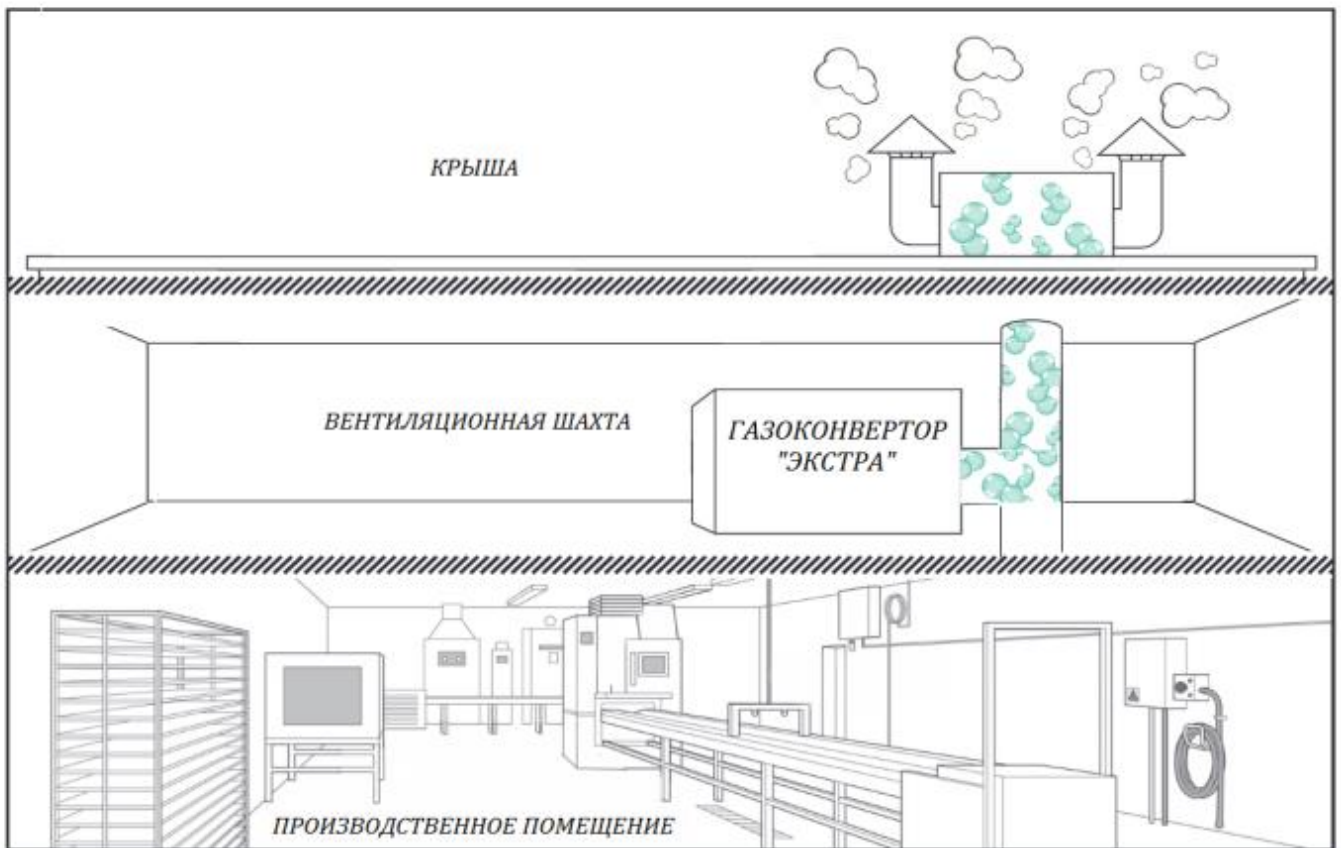 КРЫША
ВЕНТИЛЯЦИОННАЯ ШАХТА
ГАЗОКОНВЕРТОР
"ЭКСТРА"
ПРОИЗВОДСТВЕННОЕ ПОМЕЩЕНИЕ